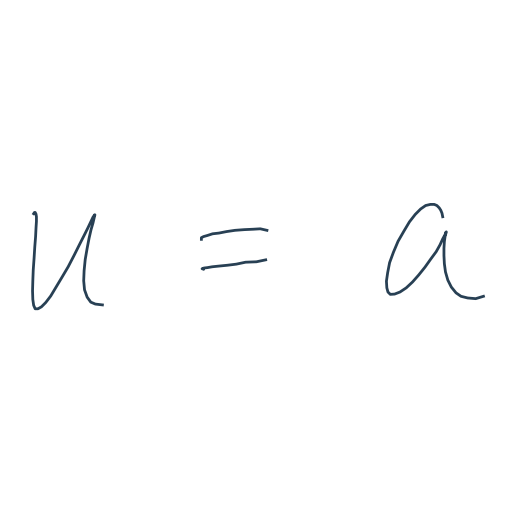 u = a